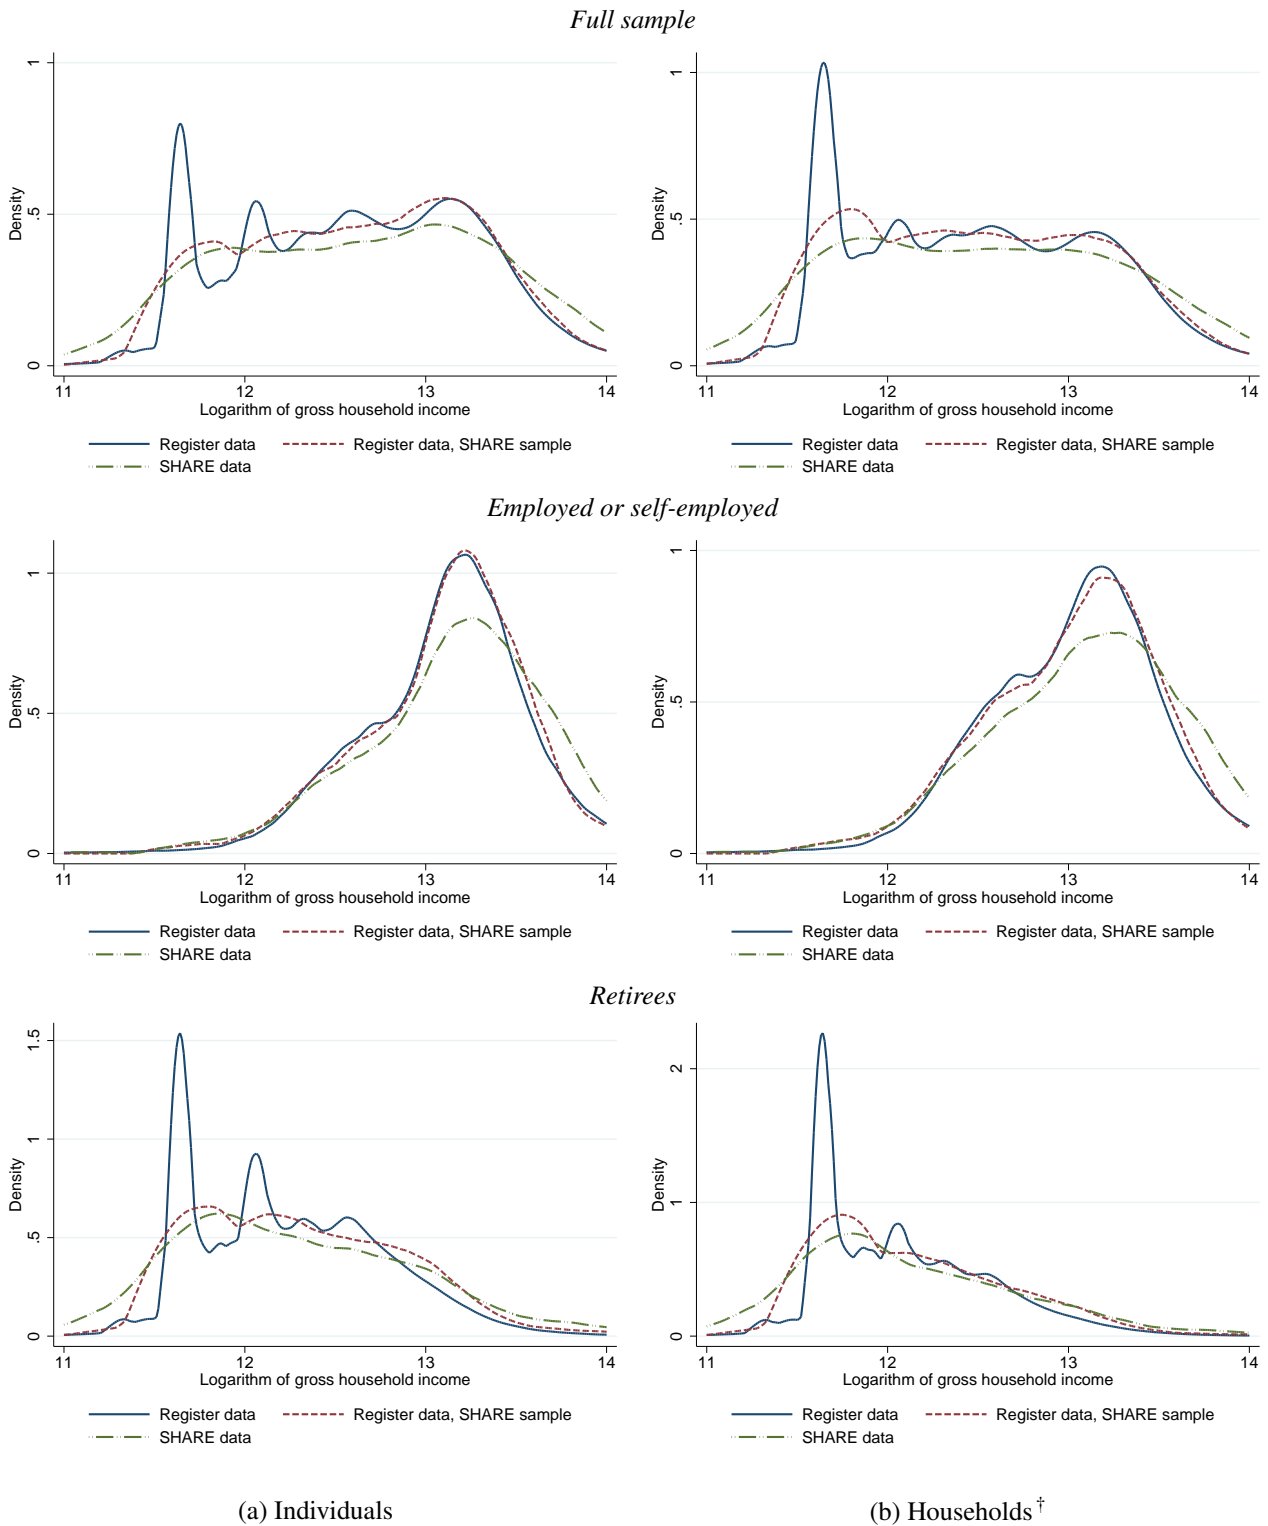 Full sample
1
.5
0
Density
11 12 13 14
Logarithm of gross household income
Register data Register data, SHARE sample
SHARE data
1
.5
0
Density
11 12 13 14
Logarithm of gross household income
Register data Register data, SHARE sample
SHARE data
Employed or self-employed
1
.5
0
Density
11 12 13 14
Logarithm of gross household income
Register data Register data, SHARE sample
SHARE data
1
.5
0
Density
11 12 13 14
Logarithm of gross household income
Register data Register data, SHARE sample
SHARE data
Retirees
1.5
1
.5
0
Density
11 12 13 14
Logarithm of gross household income
Register data Register data, SHARE sample
SHARE data
2
1
0
Density
11 12 13 14
Logarithm of gross household income
Register data Register data, SHARE sample
SHARE data
(a) Individuals
(b) Households†